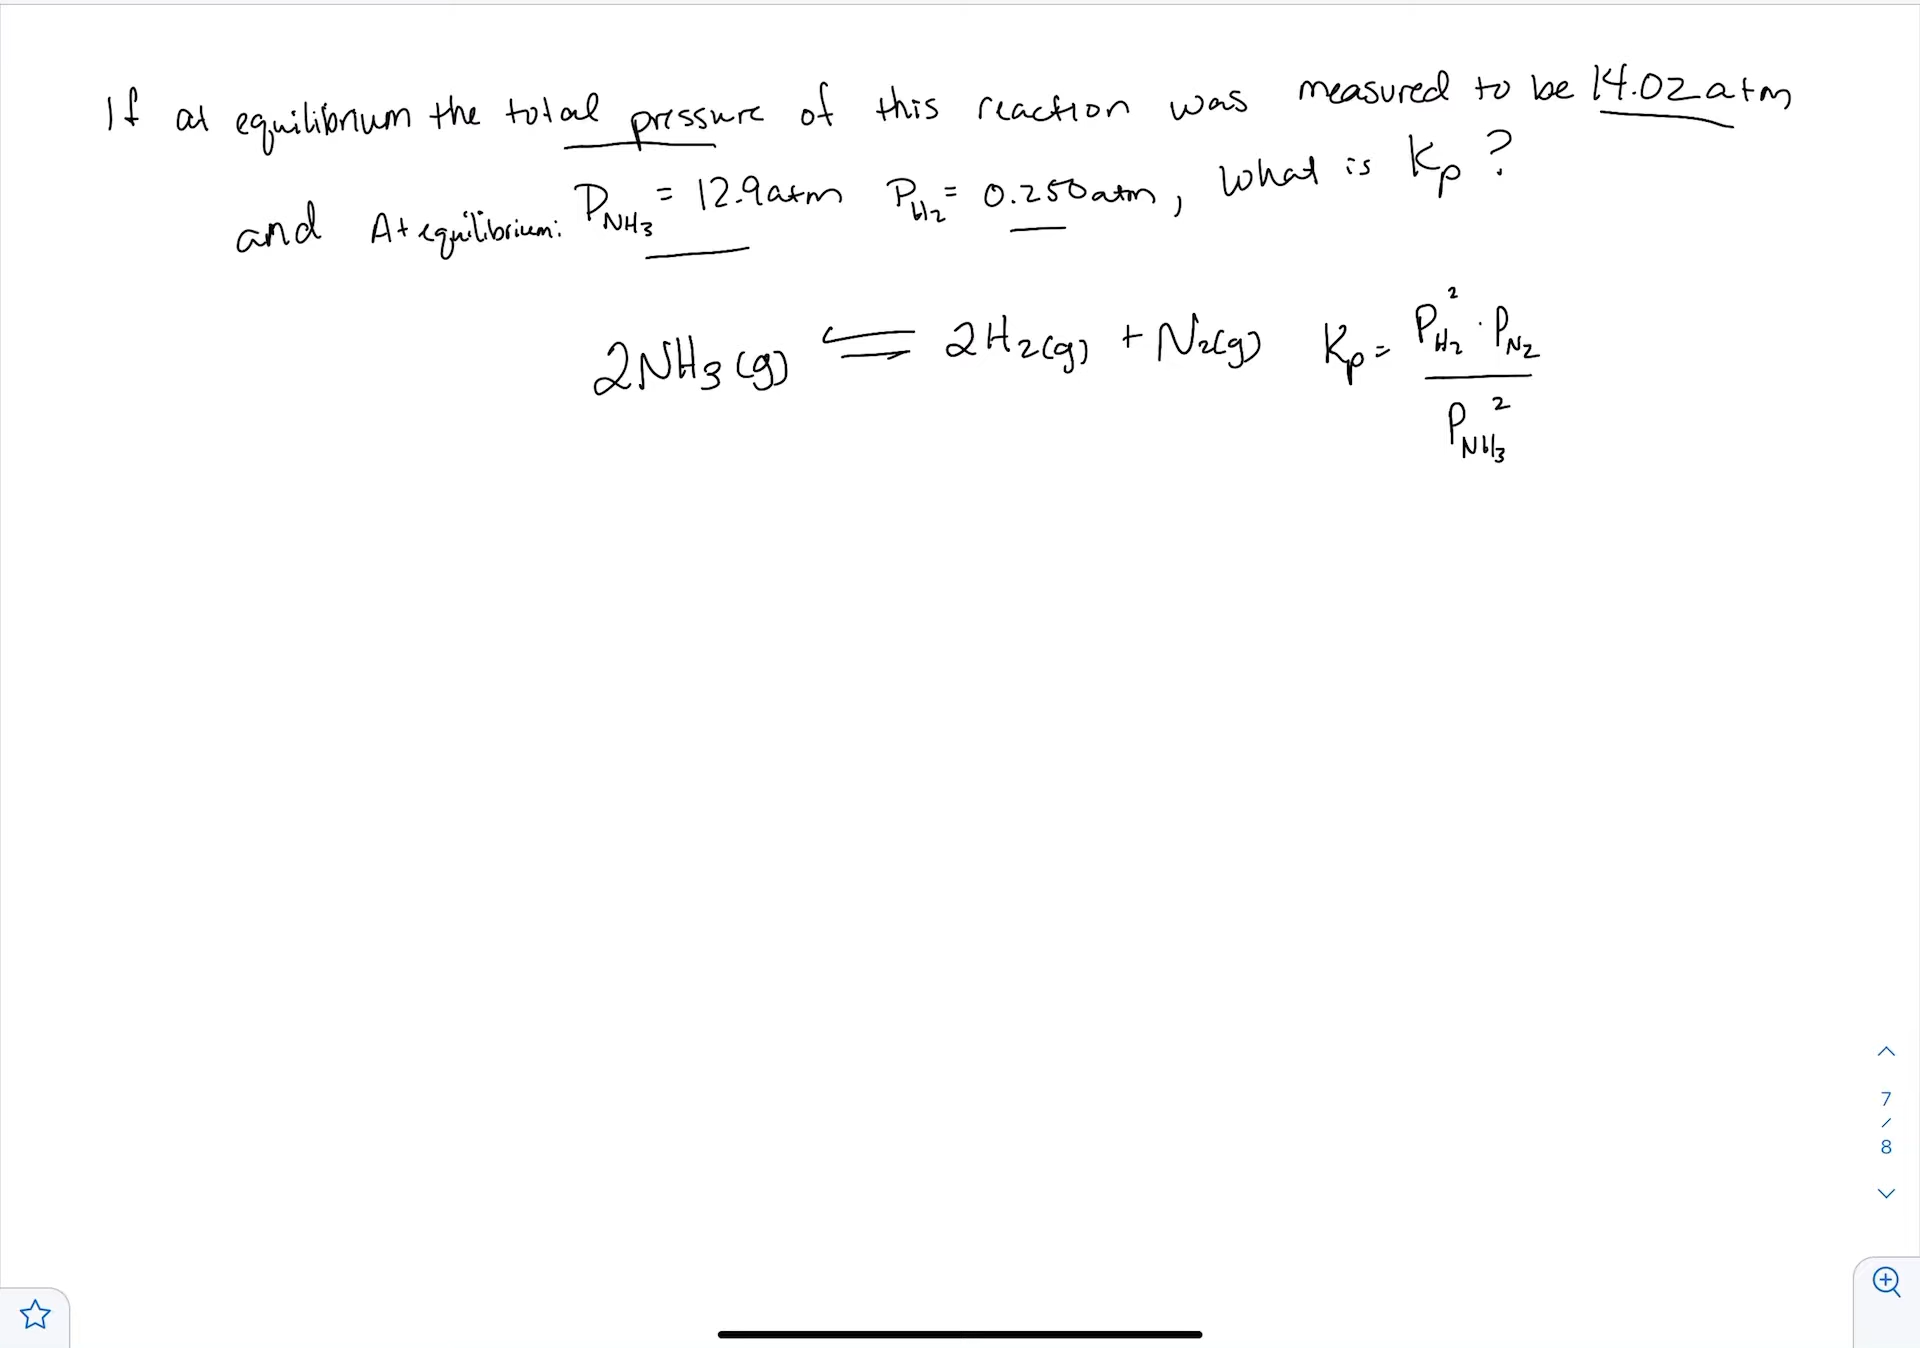 If at equilibrium the total pressure of this reaction was measured to be 14.02 atm
and At equilibrium: P_NH3 = 12.9 atm P_H2 = 0.250 atm, What is Kp?
2NH3(g) ⇌ 2H2(g) + N2(g) Kp = P_H2^2 · P_N2
P_NH3^2
7
/
8